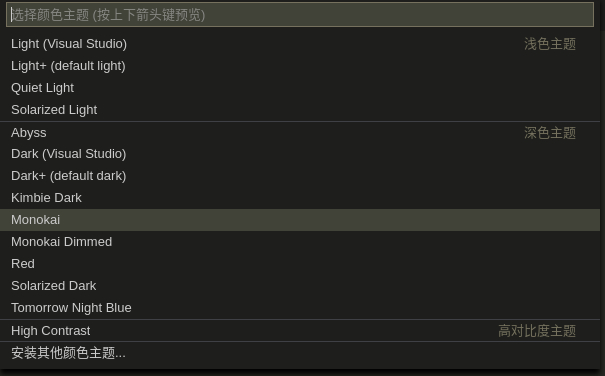 选择颜色主题 (按上下箭头键预览)
Light (Visual Studio) 浅色主题
Light+ (default light)
Quiet Light
Solarized Light
Abyss 深色主题
Dark (Visual Studio)
Dark+ (default dark)
Kimbie Dark
Monokai
Monokai Dimmed
Red
Solarized Dark
Tomorrow Night Blue
High Contrast 高对比度主题
安装其他颜色主题...